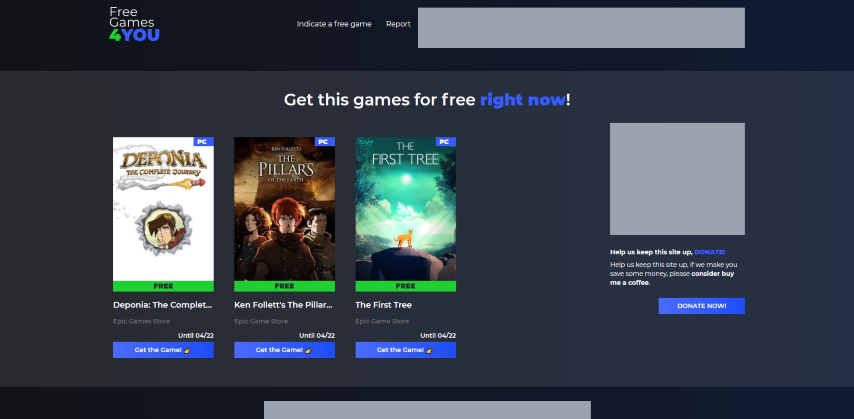 Free
Games
4YOU
Indicate a free game
Report
Get this games for free right now!
PC
DEPONIA
THE COMPLETE JOURNEY
FREE
Deponia: The Complet...
Epic Games Store
Until 04/22
Get the Game!
PC
KEN FOLLETT'S
THE
PILLARS
OF THE EARTH
FREE
Ken Follett's The Pillar...
Epic Game Store
Until 04/22
Get the Game!
PC
THE
FIRST TREE
FREE
The First Tree
Epic Game Store
Until 04/22
Get the Game!
Help us keep this site up, DONATE!
Help us keep this site up, if we make you
save some money, please consider buy
me a coffee.
DONATE NOW!